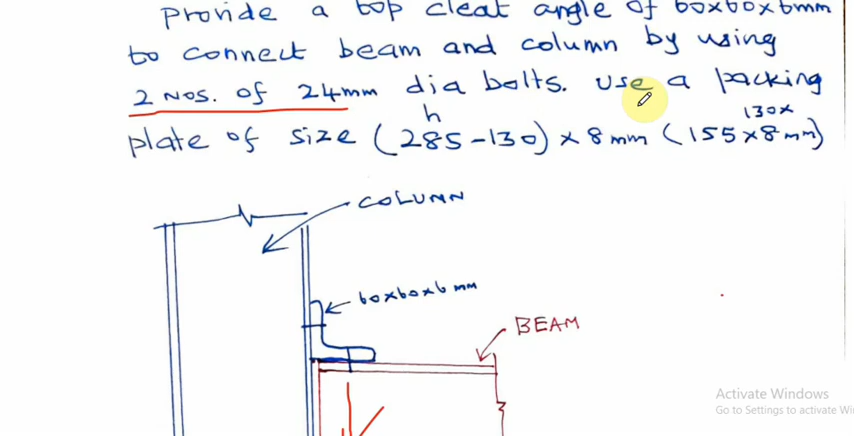 Provide a top cleat angle of 60x60x6mm
to connect beam and column by using
2 Nos. of 24mm dia bolts. Use a packing
h
130x
plate of size (285-130) x 8 mm (155x8mm)
COLUMN
60x60x6 mm
BEAM
Activate Windows
Go to Settings to activate Wi